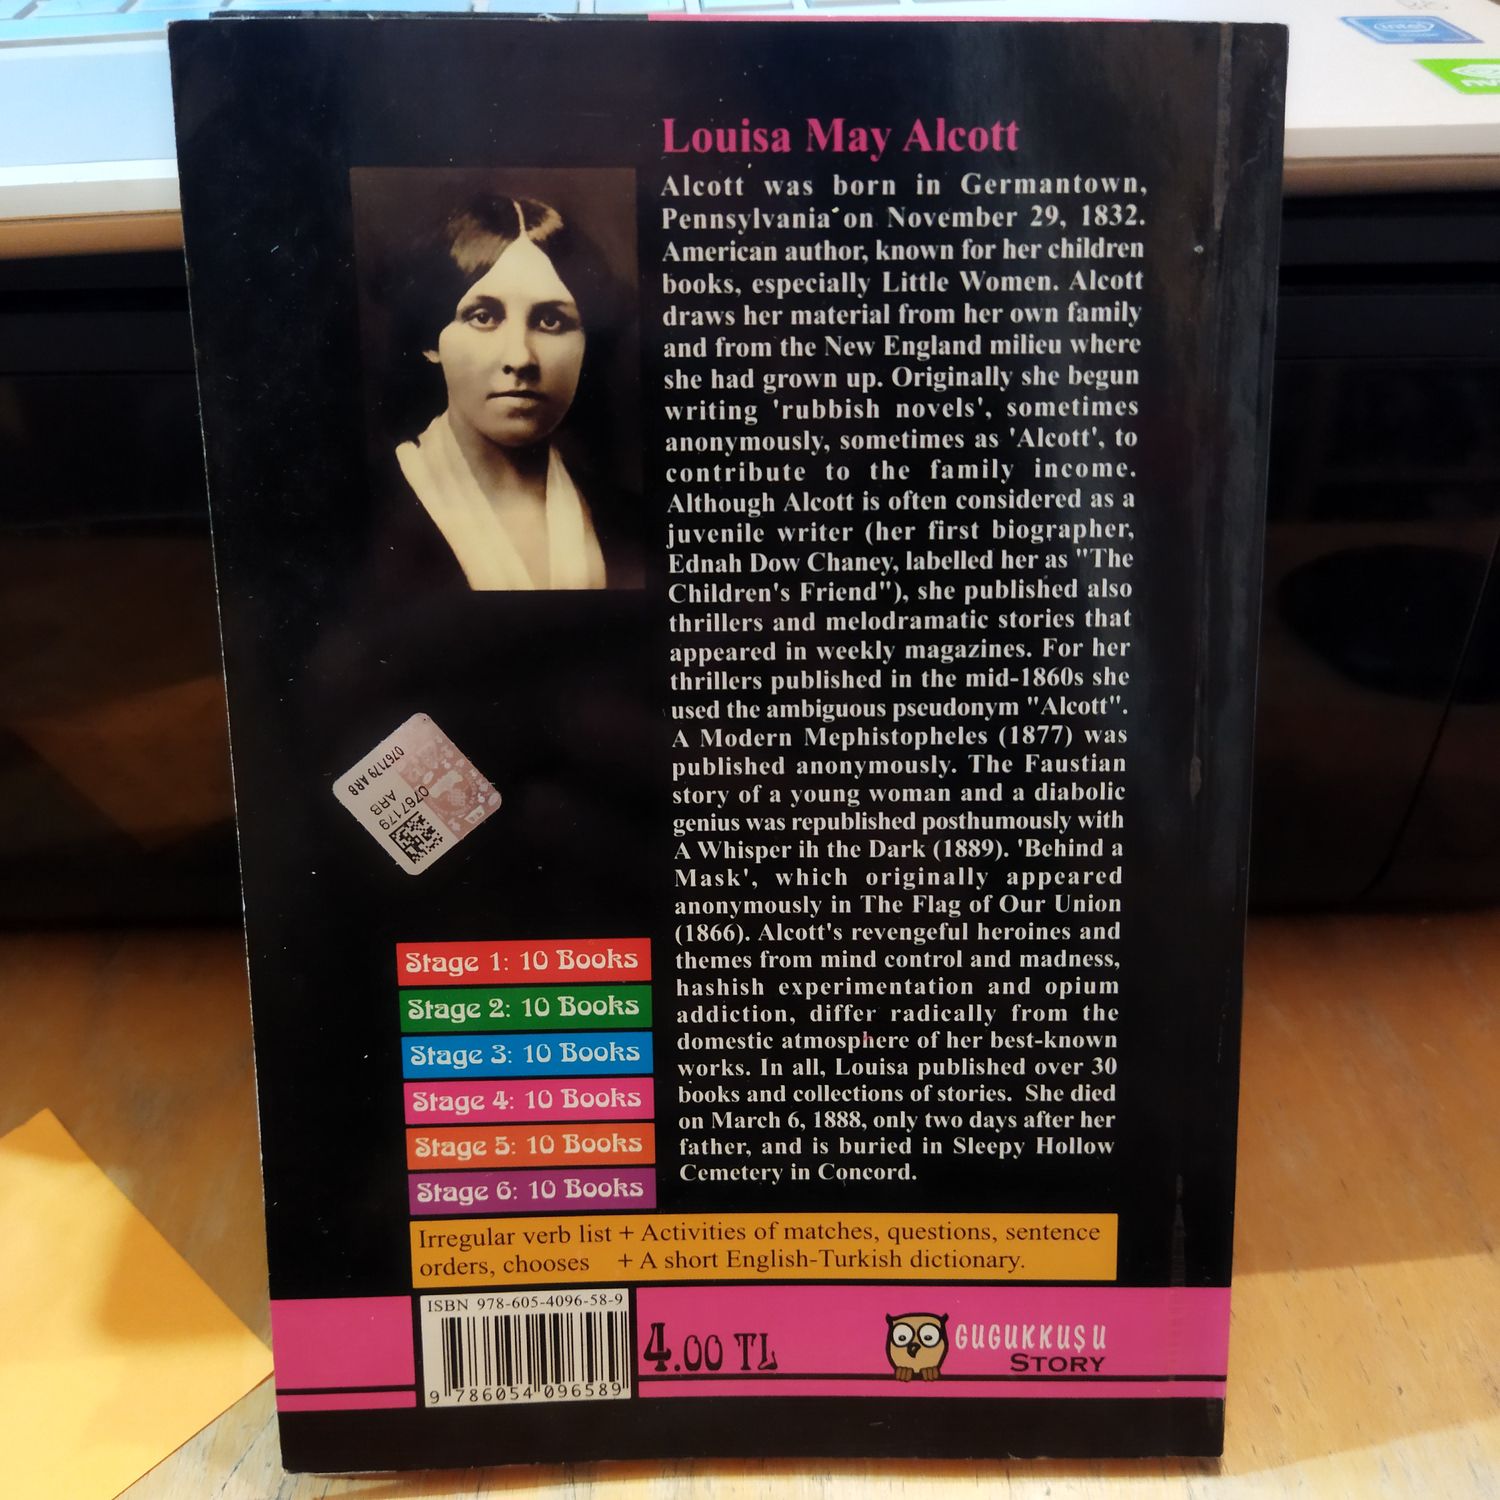 intel
Louisa May Alcott
Alcott was born in Germantown,
Pennsylvania on November 29, 1832.
American author, known for her children
books, especially Little Women. Alcott
draws her material from her own family
and from the New England milieu where
she had grown up. Originally she begun
writing 'rubbish novels', sometimes
anonymously, sometimes as 'Alcott', to
contribute to the family income.
Although Alcott is often considered as a
juvenile writer (her first biographer,
Ednah Dow Chaney, labelled her as "The
Children's Friend"), she published also
thrillers and melodramatic stories that
appeared in weekly magazines. For her
thrillers published in the mid-1860s she
used the ambiguous pseudonym "Alcott".
A Modern Mephistopheles (1877) was
published anonymously. The Faustian
story of a young woman and a diabolic
genius was republished posthumously with
A Whisper ih the Dark (1889). 'Behind a
Mask', which originally appeared
anonymously in The Flag of Our Union
(1866). Alcott's revengeful heroines and
themes from mind control and madness,
hashish experimentation and opium
addiction, differ radically from the
domestic atmosphere of her best-known
works. In all, Louisa published over 30
books and collections of stories. She died
on March 6, 1888, only two days after her
father, and is buried in Sleepy Hollow
Cemetery in Concord.
0767179 ARB
0767179
ARB
Stage 1: 10 Books
Stage 2: 10 Books
Stage 3: 10 Books
Stage 4: 10 Books
Stage 5: 10 Books
Stage 6: 10 Books
Irregular verb list + Activities of matches, questions, sentence
orders, chooses + A short English-Turkish dictionary.
ISBN 978-605-4096-58-9
9 786054 096589
4.00 TL
GUGUKKUŞU
STORY